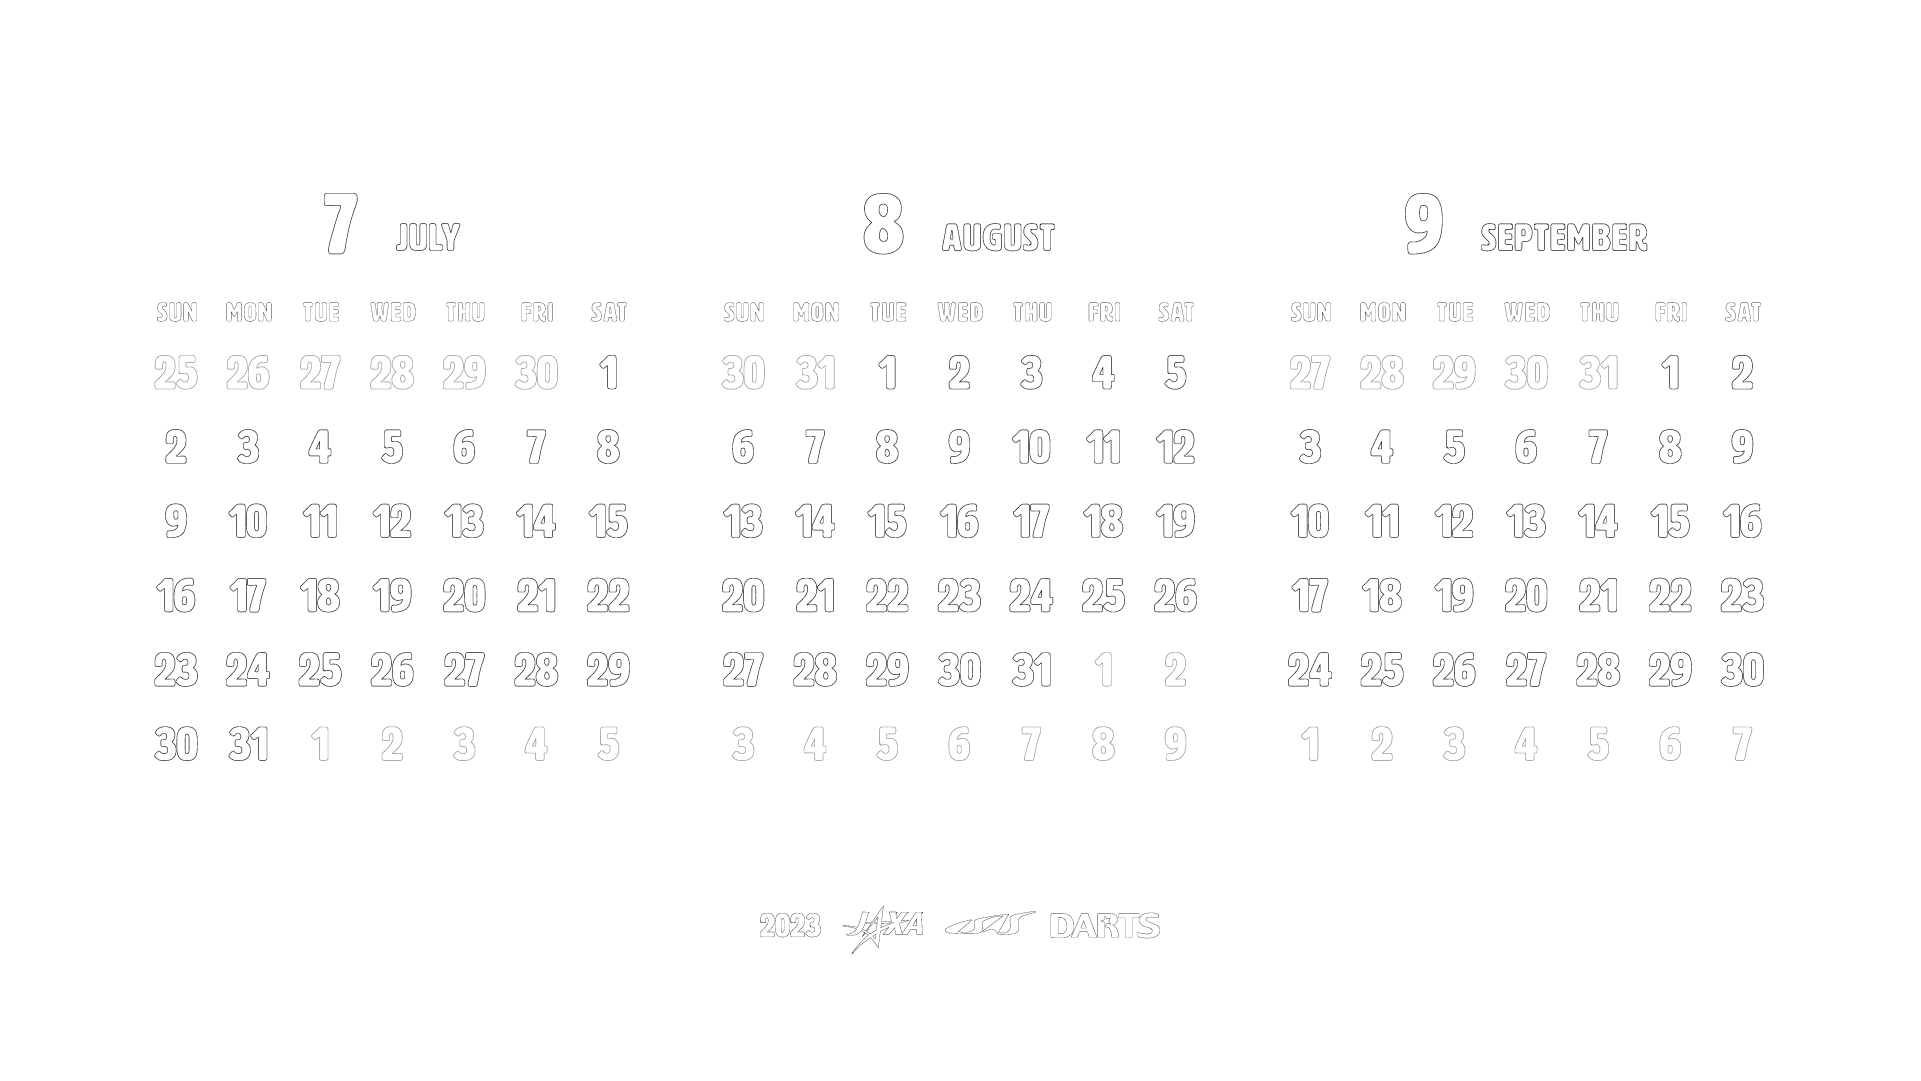 7 JULY
SUN MON TUE WED THU FRI SAT
25 26 27 28 29 30 1
2 3 4 5 6 7 8
9 10 11 12 13 14 15
16 17 18 19 20 21 22
23 24 25 26 27 28 29
30 31 1 2 3 4 5
8 AUGUST
SUN MON TUE WED THU FRI SAT
30 31 1 2 3 4 5
6 7 8 9 10 11 12
13 14 15 16 17 18 19
20 21 22 23 24 25 26
27 28 29 30 31 1 2
3 4 5 6 7 8 9
9 SEPTEMBER
SUN MON TUE WED THU FRI SAT
27 28 29 30 31 1 2
3 4 5 6 7 8 9
10 11 12 13 14 15 16
17 18 19 20 21 22 23
24 25 26 27 28 29 30
1 2 3 4 5 6 7
2023 JAXA ISAS DARTS